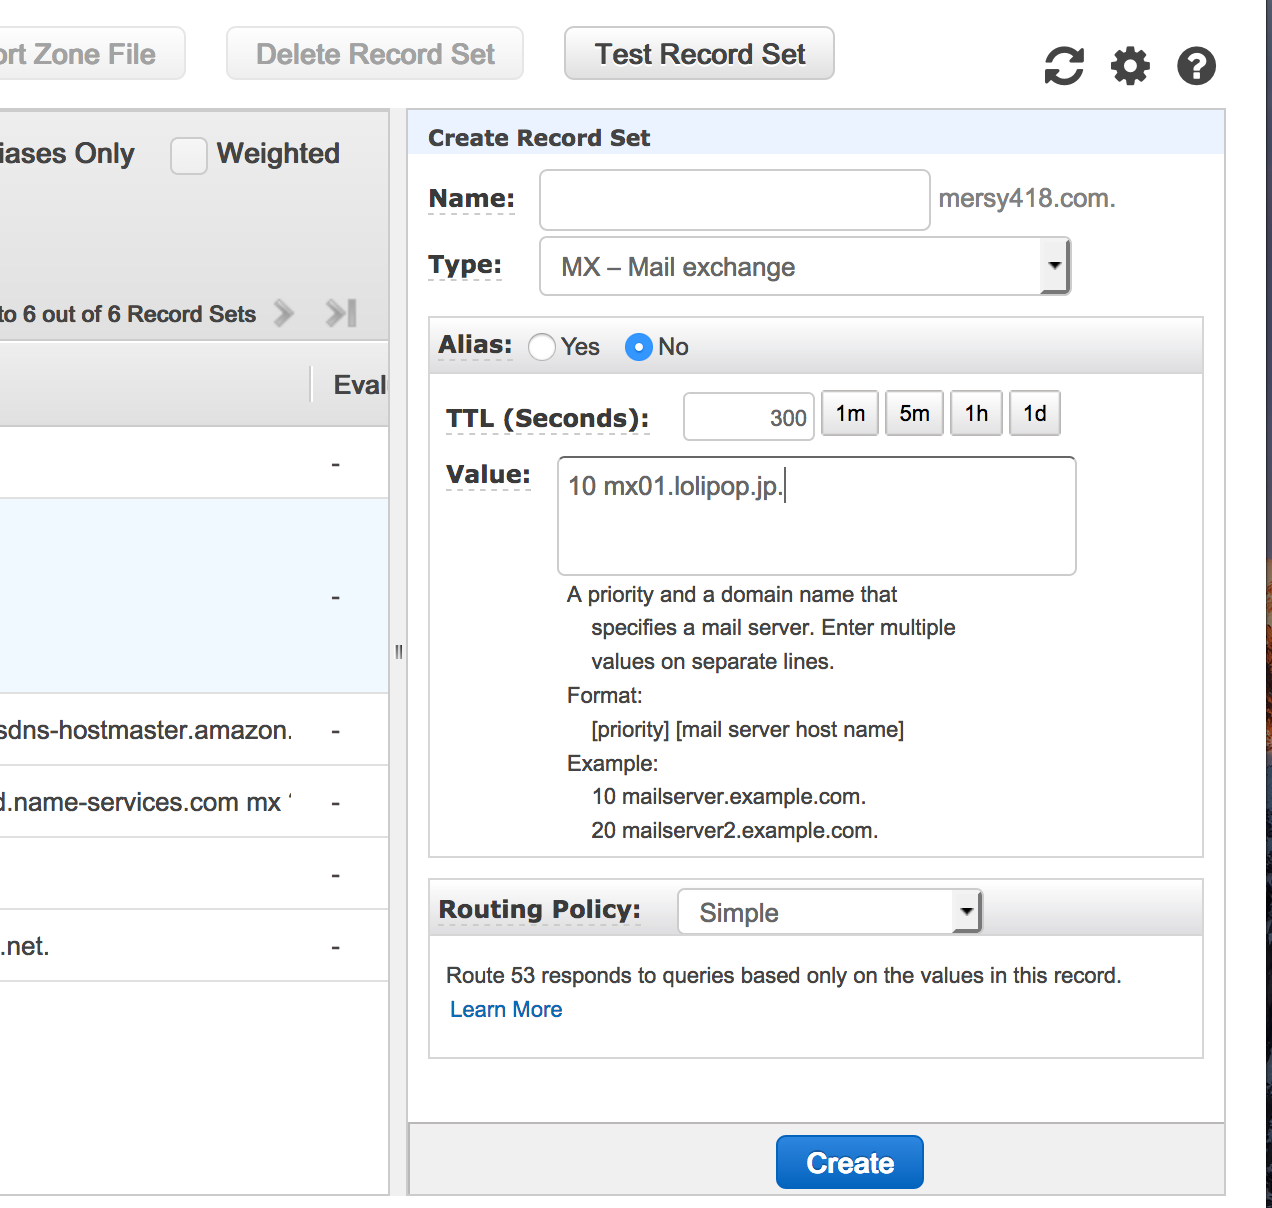 ort Zone File
Delete Record Set
Test Record Set
iases Only
Weighted
to 6 out of 6 Record Sets
Eval
-
-
sdns-hostmaster.amazon.
-
d.name-services.com mx
-
-
.net.
-
Create Record Set
Name:
mersy418.com.
Type:
MX – Mail exchange
Alias:
Yes
No
TTL (Seconds):
300
1m
5m
1h
1d
Value:
10 mx01.lolipop.jp.
A priority and a domain name that
specifies a mail server. Enter multiple
values on separate lines.
Format:
[priority] [mail server host name]
Example:
10 mailserver.example.com.
20 mailserver2.example.com.
Routing Policy:
Simple
Route 53 responds to queries based only on the values in this record.
Learn More
Create